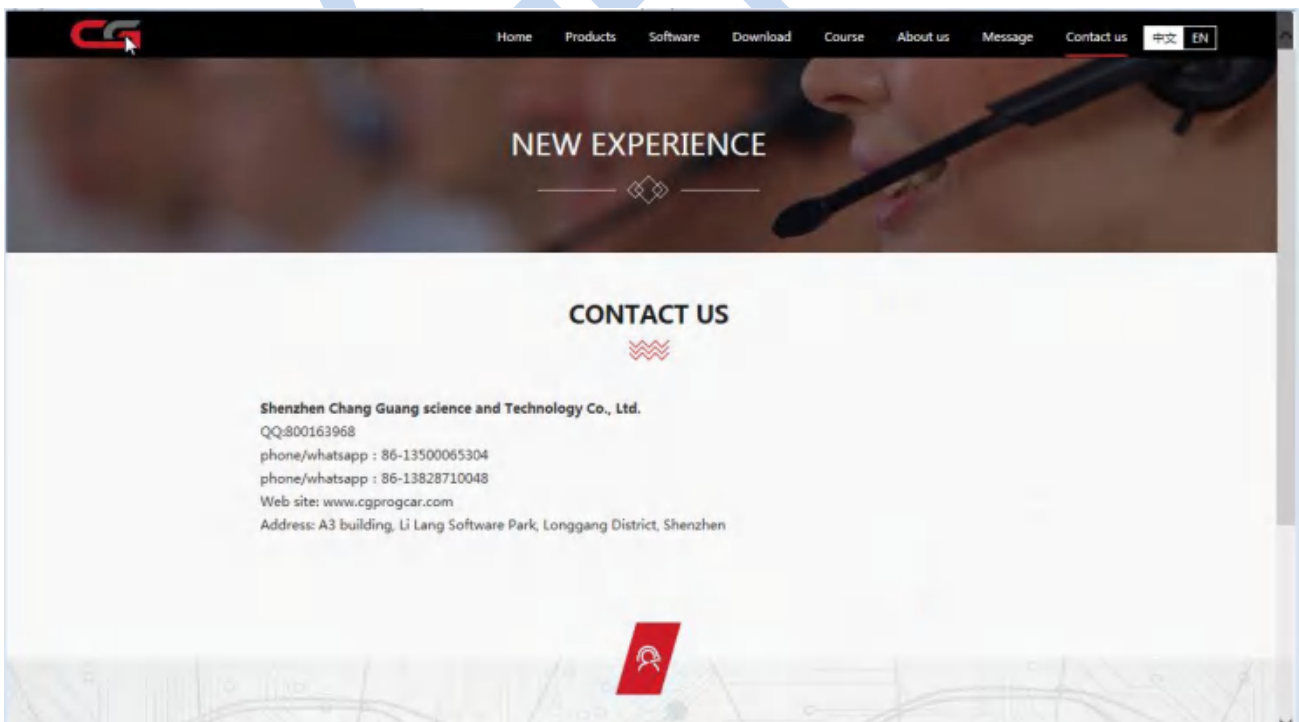 CG
Home Products Software Download Course About us Message Contact us 中文 EN
NEW EXPERIENCE
CONTACT US
Shenzhen Chang Guang science and Technology Co., Ltd.
QQ:800163968
phone/whatsapp : 86-13500065304
phone/whatsapp : 86-13828710048
Web site: www.cgprogcar.com
Address: A3 building, Li Lang Software Park, Longgang District, Shenzhen